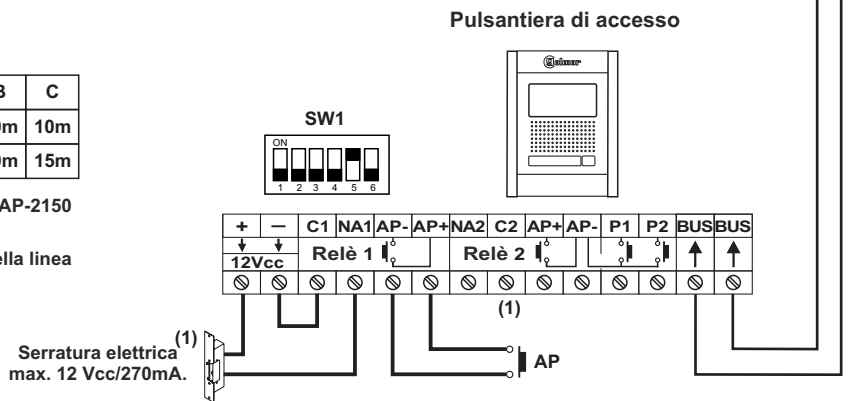 Pulsantiera di accesso
Golmar
C
m 10m
m 15m
SW1
ON
1 2 3 4 5 6
AP-2150
ella linea
+ — C1 NA1 AP- AP+ NA2 C2 AP+ AP- P1 P2 BUS BUS
12Vcc
Relè 1
Relè 2
(1)
(1)
Serratura elettrica
max. 12 Vcc/270mA.
AP